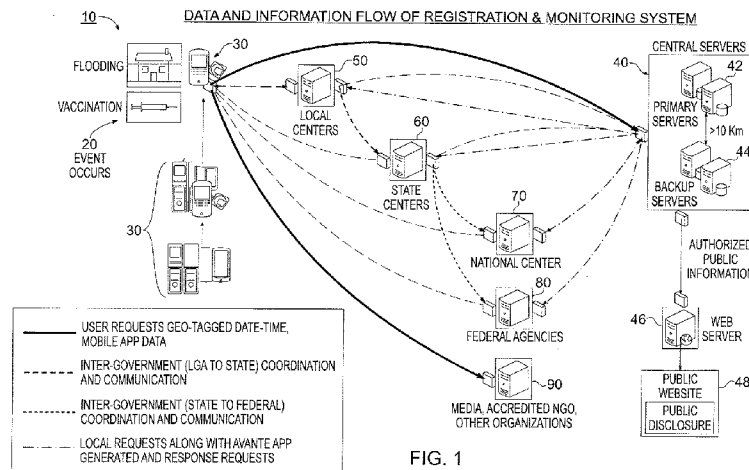 DATA AND INFORMATION FLOW OF REGISTRATION & MONITORING SYSTEM
10
30
FLOODING
VACCINATION
20
EVENT
OCCURS
30
50
LOCAL
CENTERS
60
STATE
CENTERS
70
NATIONAL CENTER
80
FEDERAL AGENCIES
90
MEDIA, ACCREDITED NGO,
OTHER ORGANIZATIONS
CENTRAL SERVERS
40
42
PRIMARY
SERVERS
>10 Km
44
BACKUP
SERVERS
AUTHORIZED
PUBLIC
INFORMATION
46
WEB
SERVER
PUBLIC
WEBSITE
48
PUBLIC
DISCLOSURE
USER REQUESTS GEO-TAGGED DATE-TIME,
MOBILE APP DATA
INTER-GOVERNMENT (LGA TO STATE) COORDINATION
AND COMMUNICATION
INTER-GOVERNMENT (STATE TO FEDERAL)
COORDINATION AND COMMUNICATION
LOCAL REQUESTS ALONG WITH AVANTE APP
GENERATED AND RESPONSE REQUESTS
FIG. 1